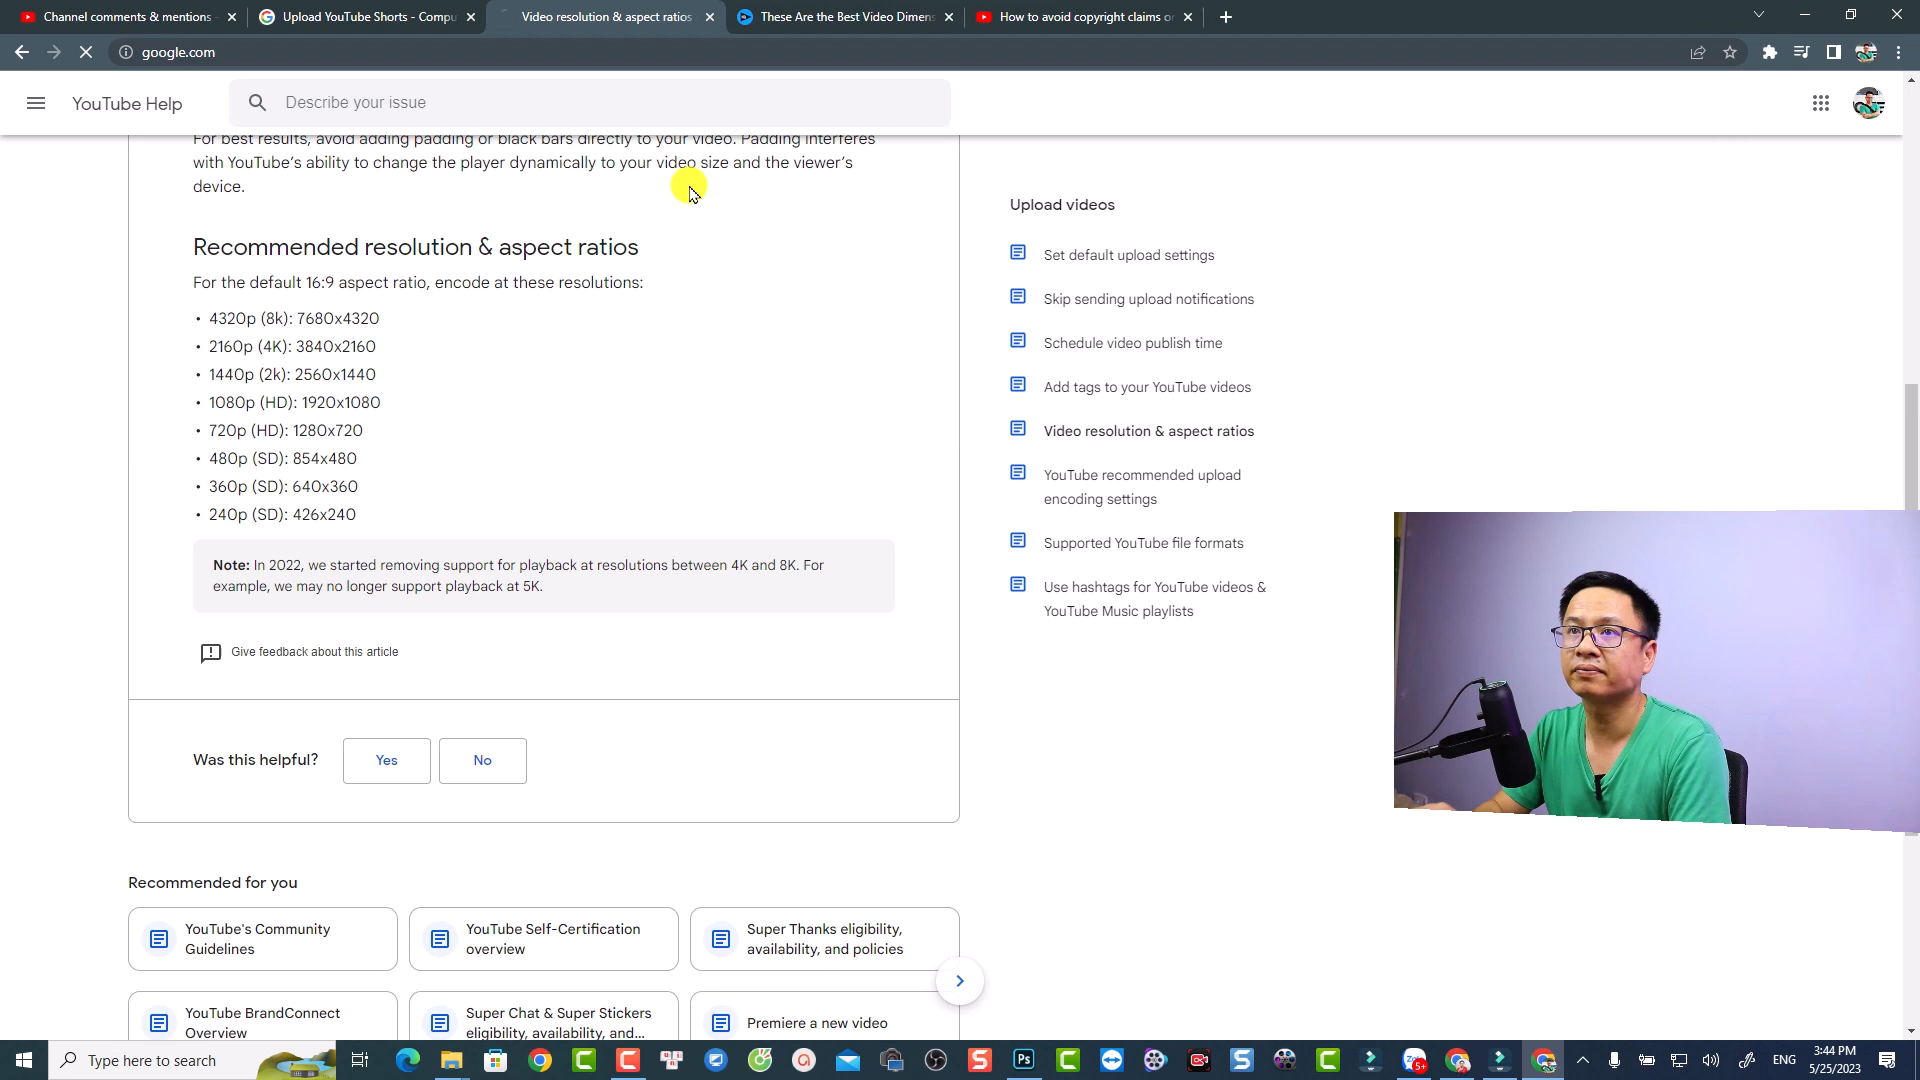 Channel comments & mentions
Upload YouTube Shorts - Compu
Video resolution & aspect ratios
These Are the Best Video Dimens
How to avoid copyright claims or
google.com
YouTube Help
Describe your issue
For best results, avoid adding padding or black bars directly to your video. Padding interferes
with YouTube's ability to change the player dynamically to your video size and the viewer's
device.
Recommended resolution & aspect ratios
For the default 16:9 aspect ratio, encode at these resolutions:
• 4320p (8k): 7680x4320
• 2160p (4K): 3840x2160
• 1440p (2k): 2560x1440
• 1080p (HD): 1920x1080
• 720p (HD): 1280x720
• 480p (SD): 854x480
• 360p (SD): 640x360
• 240p (SD): 426x240
Note: In 2022, we started removing support for playback at resolutions between 4K and 8K. For
example, we may no longer support playback at 5K.
Give feedback about this article
Was this helpful?
Yes
No
Upload videos
Set default upload settings
Skip sending upload notifications
Schedule video publish time
Add tags to your YouTube videos
Video resolution & aspect ratios
YouTube recommended upload
encoding settings
Supported YouTube file formats
Use hashtags for YouTube videos &
YouTube Music playlists
Recommended for you
YouTube's Community
Guidelines
YouTube Self-Certification
overview
Super Thanks eligibility,
availability, and policies
YouTube BrandConnect
Overview
Super Chat & Super Stickers
eligibility, availability, and...
Premiere a new video
Type here to search
Ps
5+
ENG
3:44 PM
5/25/2023